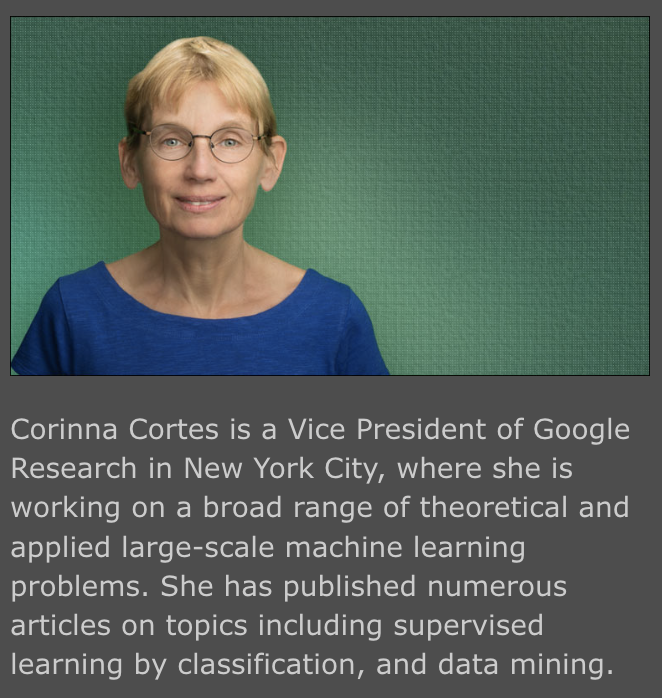 Corinna Cortes is a Vice President of Google
Research in New York City, where she is
working on a broad range of theoretical and
applied large-scale machine learning
problems. She has published numerous
articles on topics including supervised
learning by classification, and data mining.